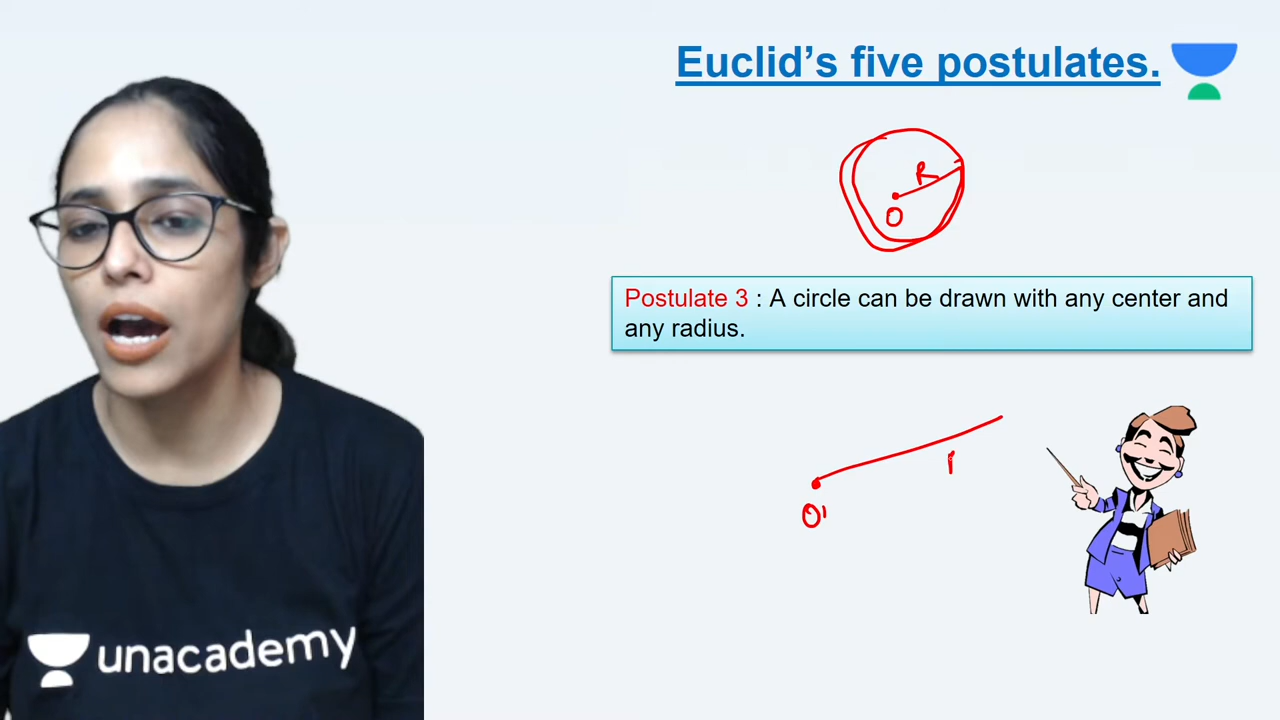 Euclid’s five postulates.
R
O
Postulate 3 : A circle can be drawn with any center and
any radius.
r
O'
unacademy